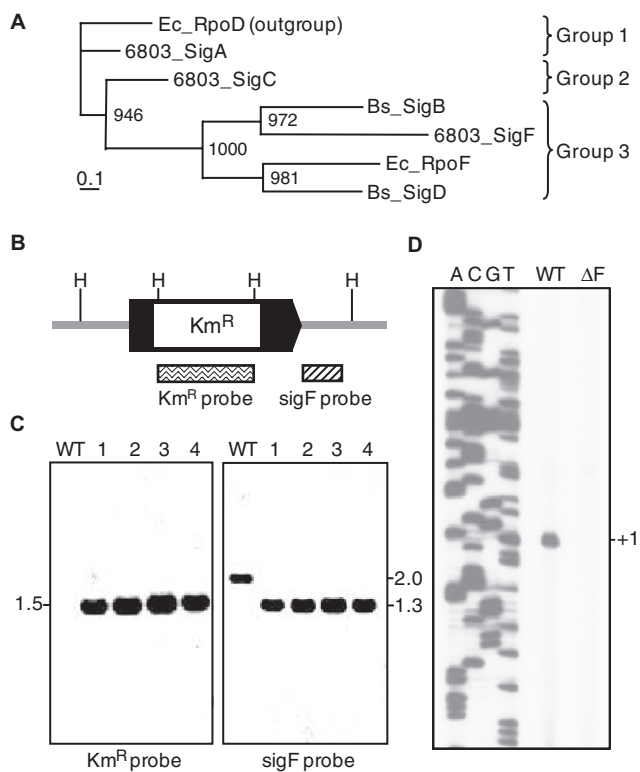 A
Ec_RpoD (outgroup)
6803_SigA
Group 1
6803_SigC
Group 2
946
Bs_SigB
972
6803_SigF
1000
Group 3
Ec_RpoF
981
Bs_SigD
0.1
B
H H H H
KmR
KmR probe sigF probe
C
WT 1 2 3 4 WT 1 2 3 4
1.5-
-2.0
-1.3
KmR probe sigF probe
D
A C G T WT ΔF
-+1